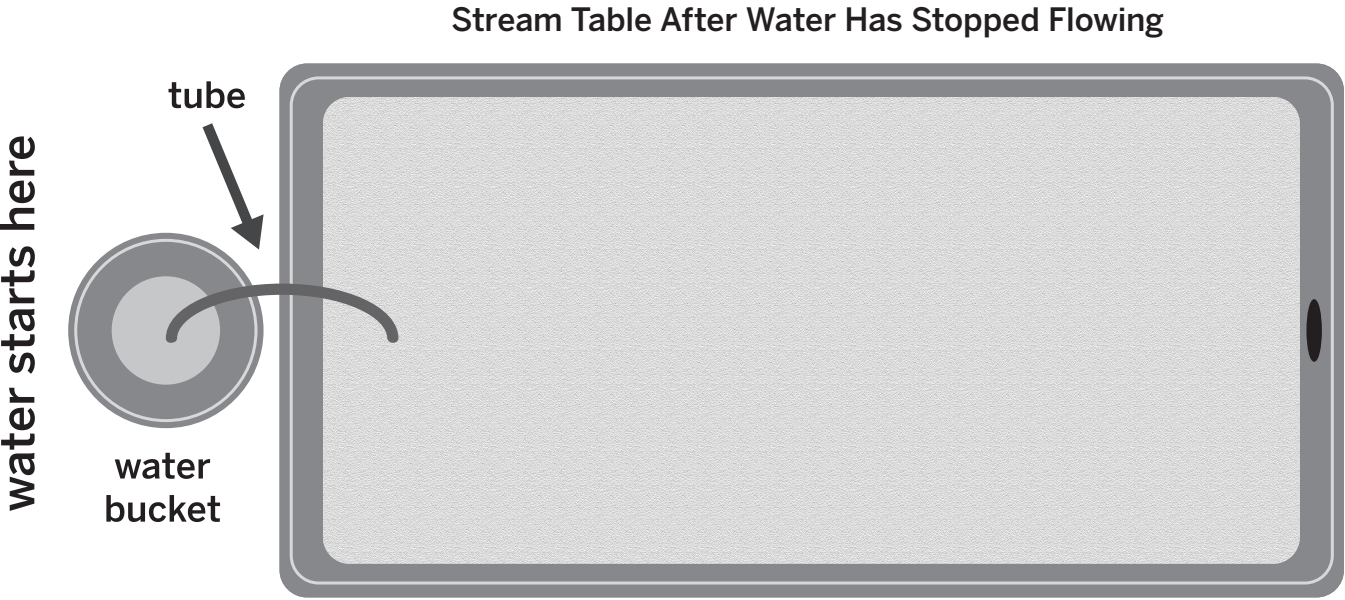 Stream Table After Water Has Stopped Flowing
tube
water starts here
water
bucket